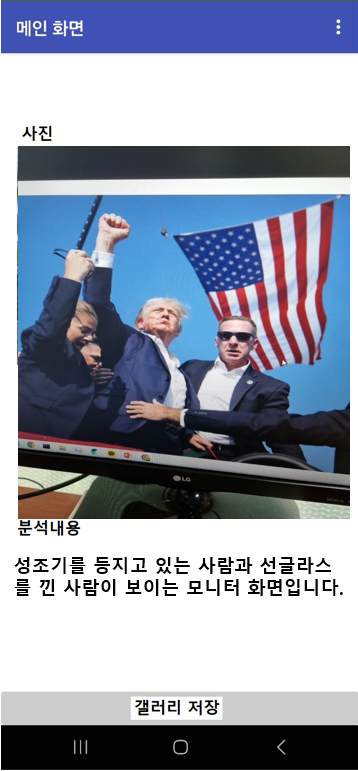 메인 화면
사진
LG
분석내용
성조기를 등지고 있는 사람과 선글라스
를 낀 사람이 보이는 모니터 화면입니다.
갤러리 저장